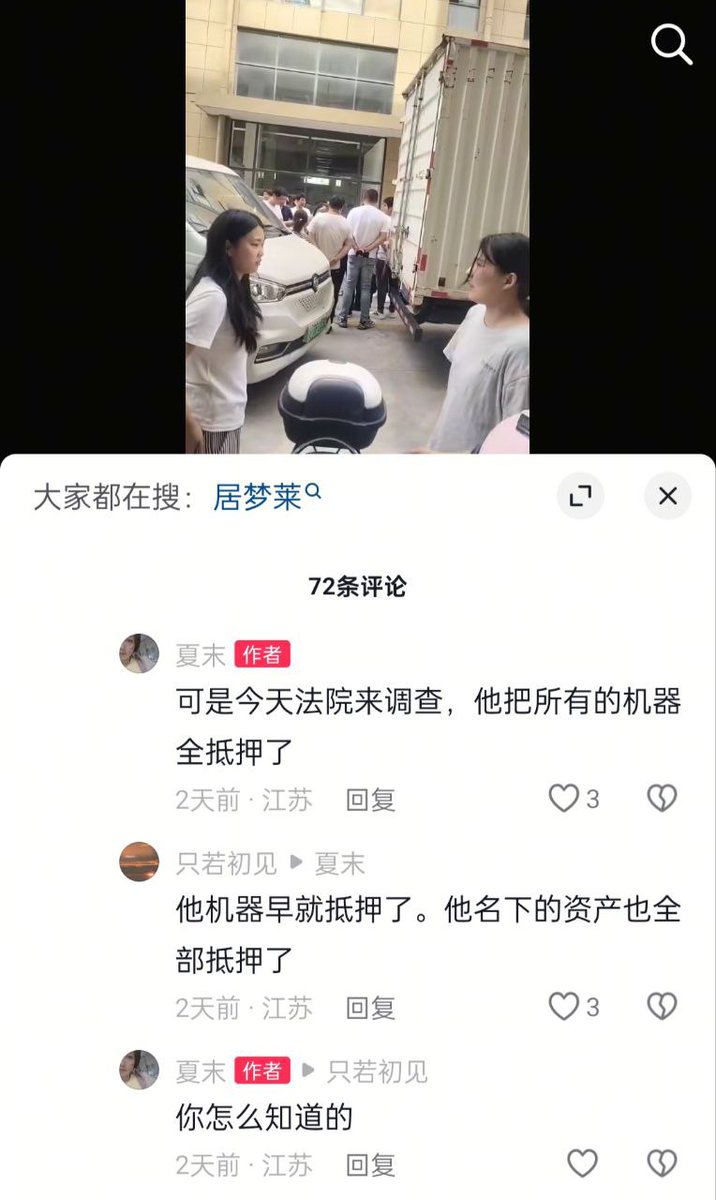 大家都在搜：居梦莱
72条评论
夏末 作者
可是今天法院来调查，他把所有的机器
全抵押了
2天前 · 江苏 回复 3
只若初见 ▶ 夏末
他机器早就抵押了。他名下的资产也全
部抵押了
2天前 · 江苏 回复 3
夏末 作者 ▶ 只若初见
你怎么知道的
2天前 · 江苏 回复